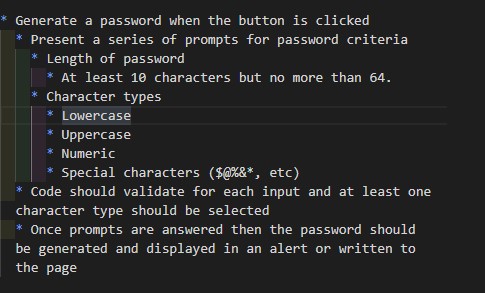 * Generate a password when the button is clicked
* Present a series of prompts for password criteria
* Length of password
* At least 10 characters but no more than 64.
* Character types
* Lowercase
* Uppercase
* Numeric
* Special characters ($@%&*, etc)
* Code should validate for each input and at least one
character type should be selected
* Once prompts are answered then the password should
be generated and displayed in an alert or written to
the page